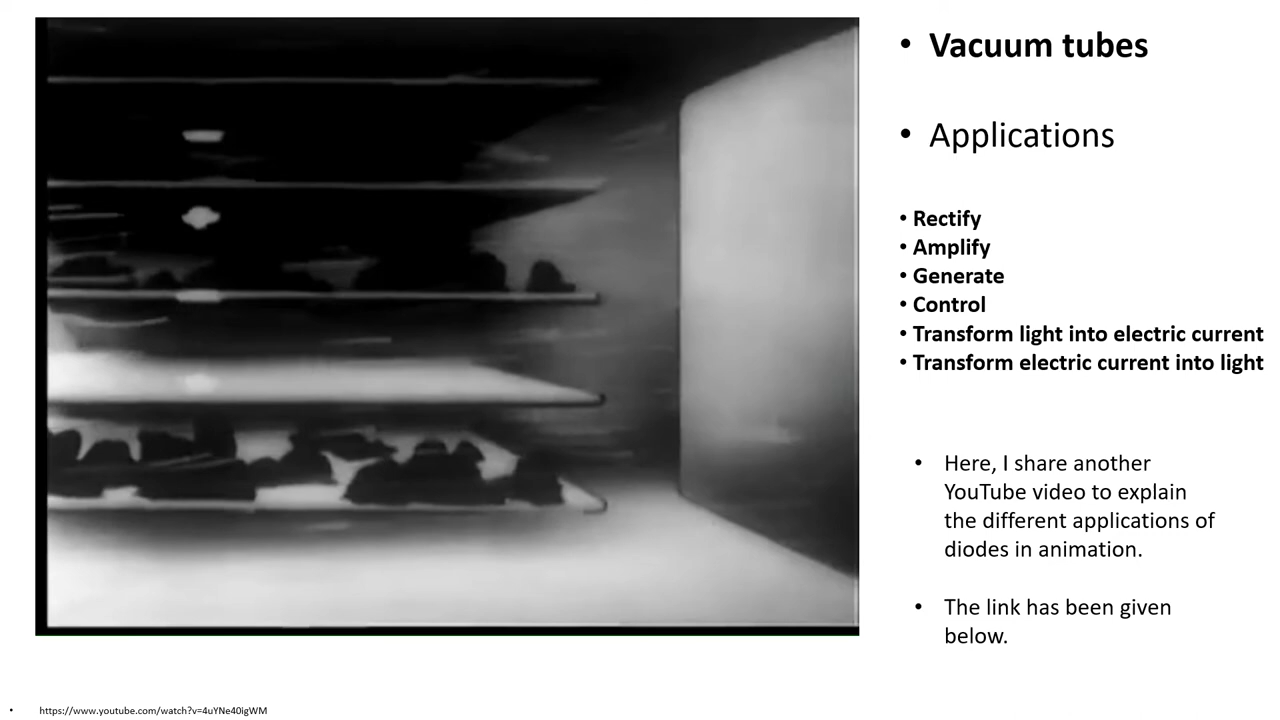 • Vacuum tubes
• Applications
• Rectify
• Amplify
• Generate
• Control
• Transform light into electric current
• Transform electric current into light
• Here, I share another
YouTube video to explain
the different applications of
diodes in animation.
• The link has been given
below.
• https://www.youtube.com/watch?v=4uYNe40igWM